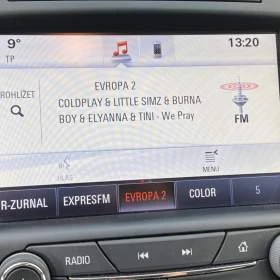 9°
13:20
TP
ROHLÍŽET
EVROPA 2
COLDPLAY & LITTLE SIMZ & BURNA
BOY & ELYANNA & TINI - We Pray
FM
HLAS
MENU
R-ZURNAL
EXPRESFM
EVROPA 2
COLOR
5
RADIO